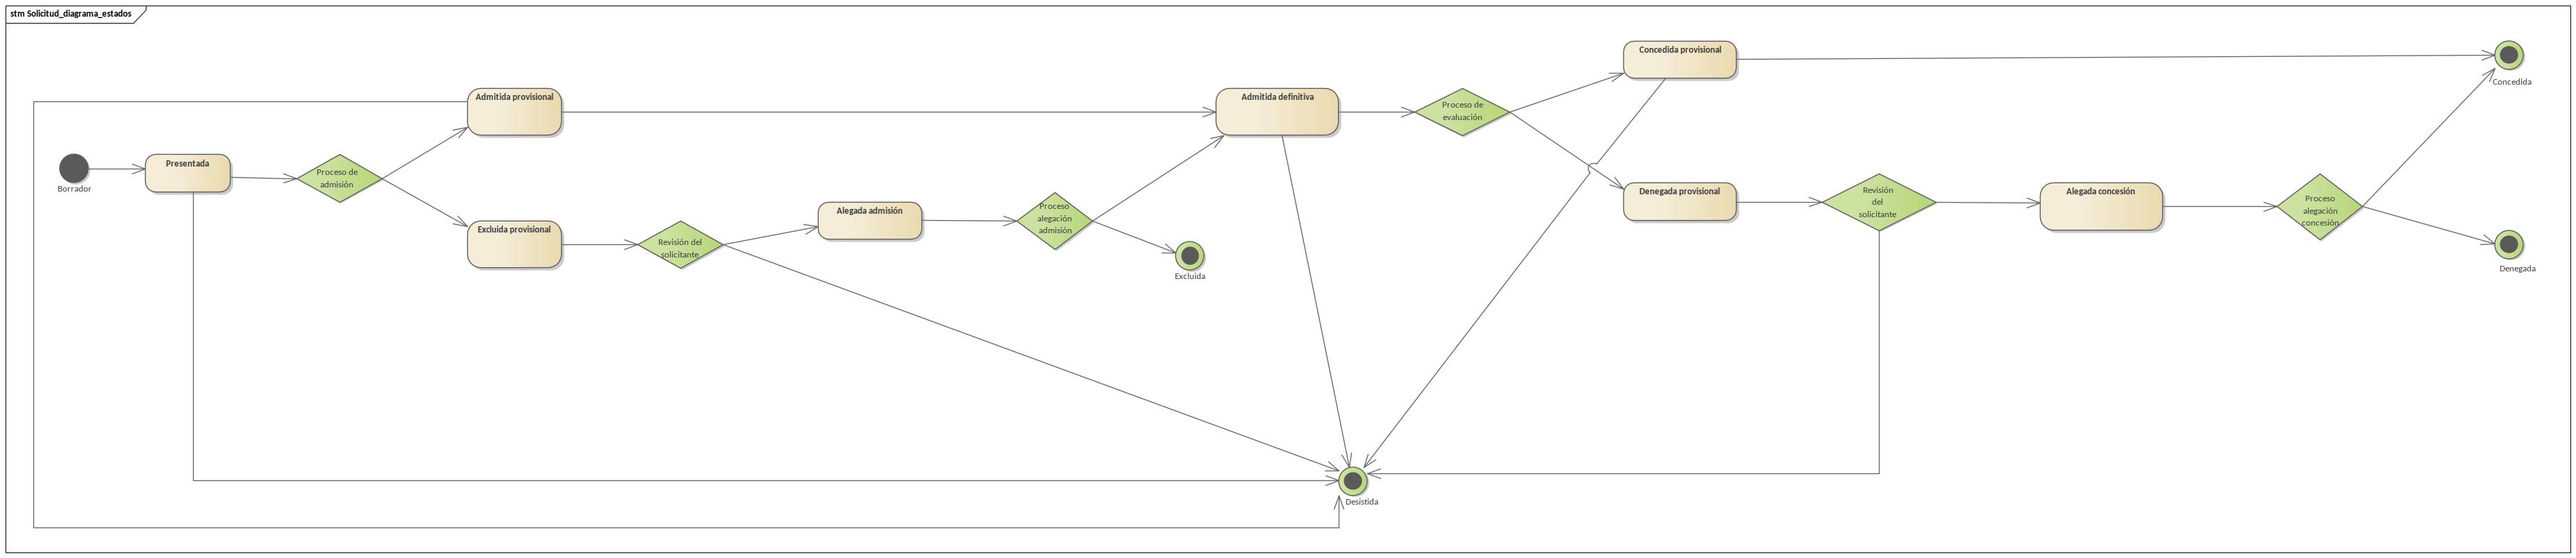 stm Solicitud_diagrama_estados
Concedida provisional
Concedida
Admitida provisional
Admitida definitiva
Proceso de
evaluación
Borrador
Presentada
Proceso de
admisión
Excluida provisional
Revisión del
solicitante
Alegada admisión
Proceso
alegación
admisión
Excluida
Denegada provisional
Revisión
del
solicitante
Alegada concesión
Proceso
alegación
concesión
Denegada
Desistida